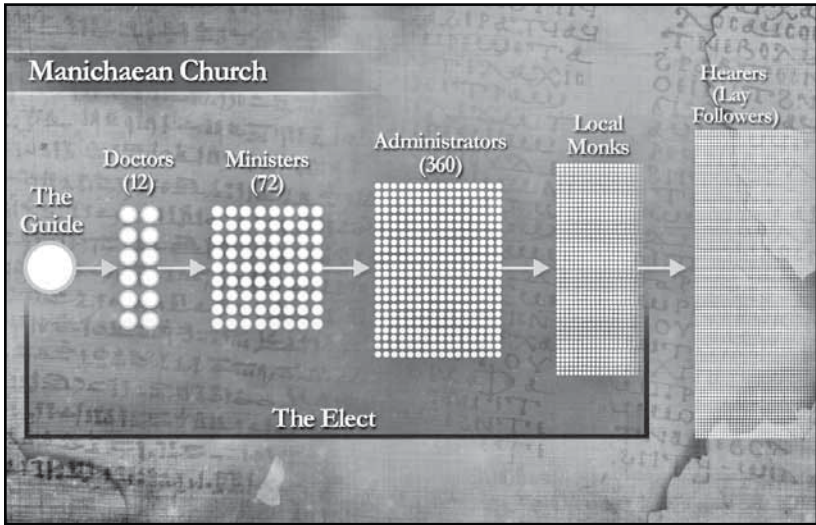 Manichaean Church
The
Guide
Doctors
(12)
Ministers
(72)
Administrators
(360)
Local
Monks
Hearers
(Lay
Followers)
The Elect